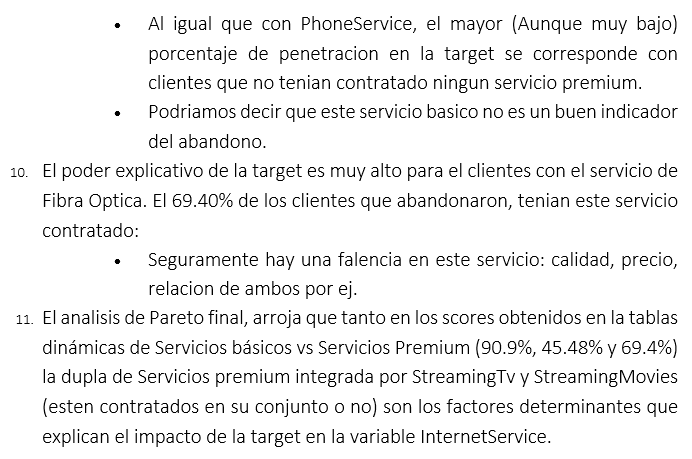 • Al igual que con PhoneService, el mayor (Aunque muy bajo)
porcentaje de penetracion en la target se corresponde con
clientes que no tenian contratado ningun servicio premium.
• Podriamos decir que este servicio basico no es un buen indicador
del abandono.
10. El poder explicativo de la target es muy alto para el clientes con el servicio de
Fibra Optica. El 69.40% de los clientes que abandonaron, tenian este servicio
contratado:
• Seguramente hay una falencia en este servicio: calidad, precio,
relacion de ambos por ej.
11. El analisis de Pareto final, arroja que tanto en los scores obtenidos en la tablas
dinámicas de Servicios básicos vs Servicios Premium (90.9%, 45.48% y 69.4%)
la dupla de Servicios premium integrada por StreamingTv y StreamingMovies
(esten contratados en su conjunto o no) son los factores determinantes que
explican el impacto de la target en la variable InternetService.